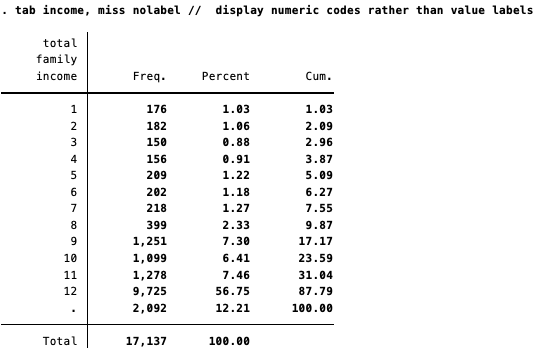 . tab income, miss nolabel //  display numeric codes rather than value labels
total
family
income Freq. Percent Cum.
1 176 1.03 1.03
2 182 1.06 2.09
3 150 0.88 2.96
4 156 0.91 3.87
5 209 1.22 5.09
6 202 1.18 6.27
7 218 1.27 7.55
8 399 2.33 9.87
9 1,251 7.30 17.17
10 1,099 6.41 23.59
11 1,278 7.46 31.04
12 9,725 56.75 87.79
. 2,092 12.21 100.00
Total 17,137 100.00